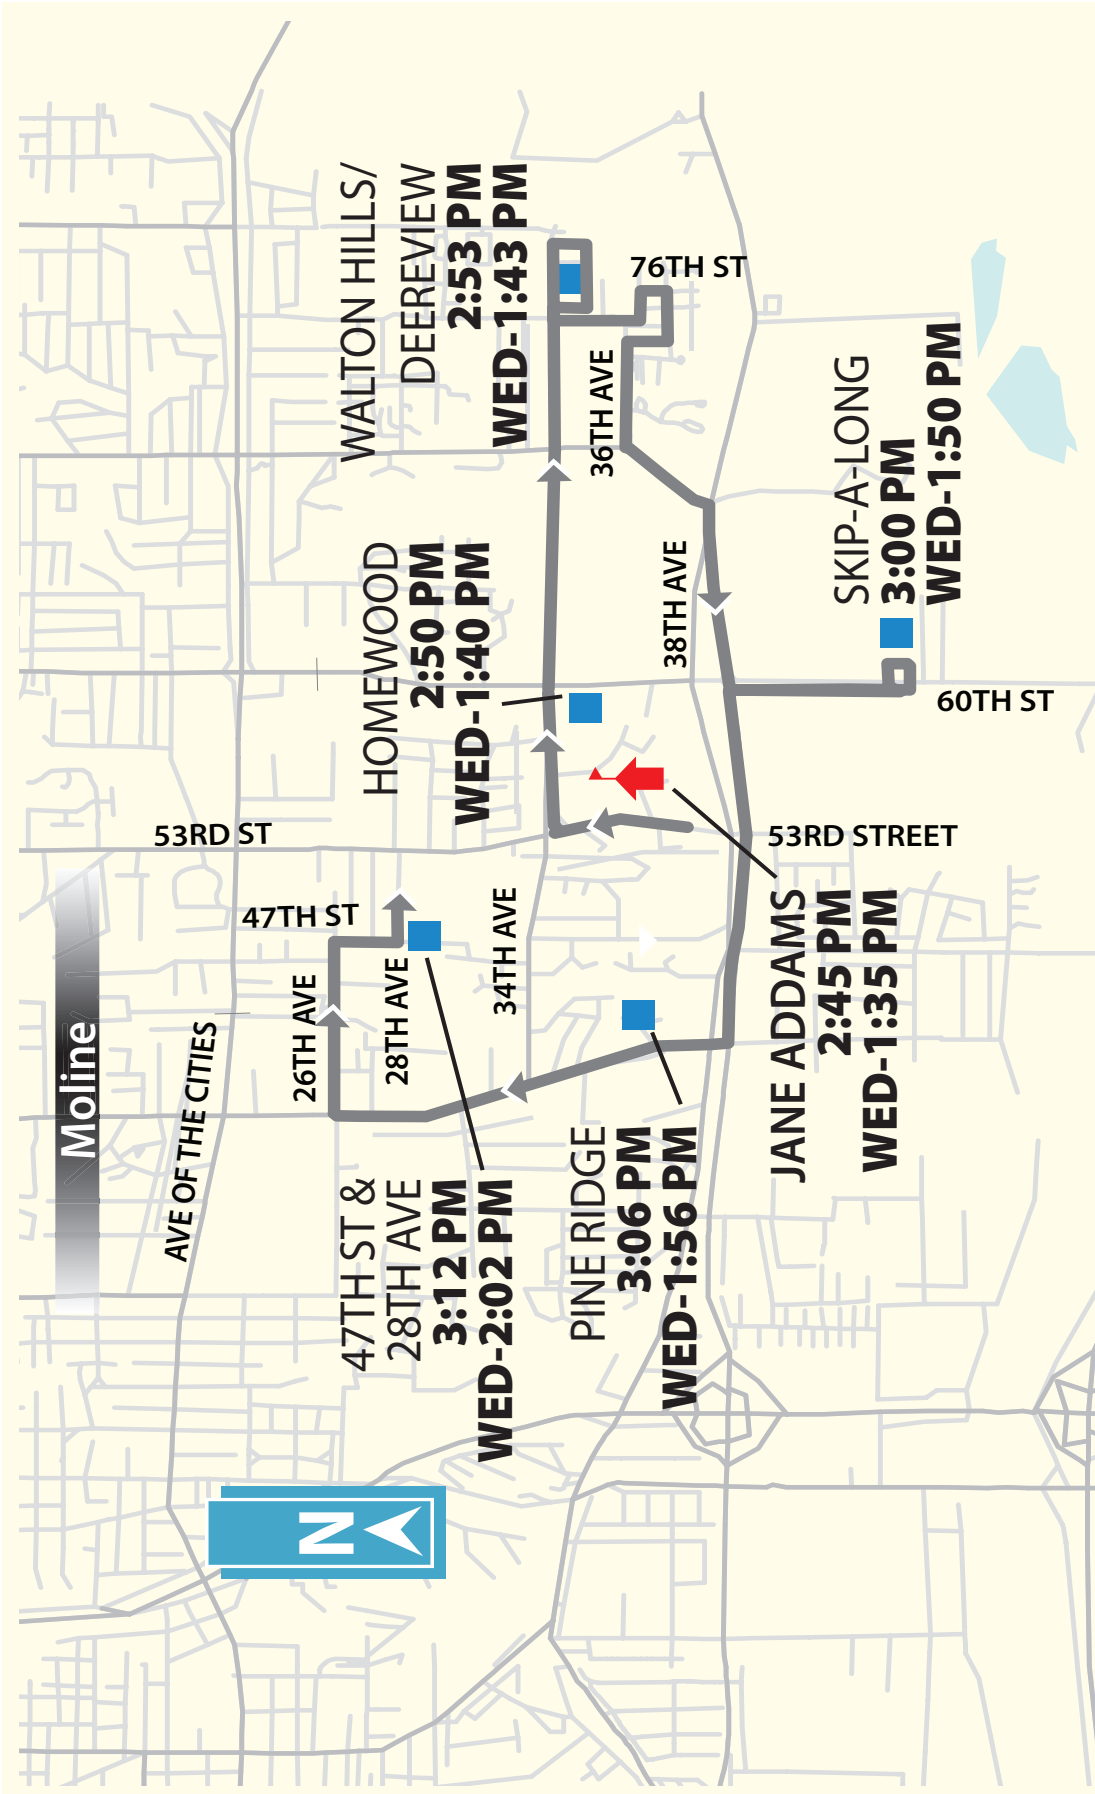 Moline
AVE OF THE CITIES
53RD ST
47TH ST
26TH AVE
28TH AVE
34TH AVE
WALTON HILLS/
DEEREVIEW
2:53 PM
WED-1:43 PM
76TH ST
36TH AVE
HOMEWOOD
2:50 PM
WED-1:40 PM
38TH AVE
SKIP-A-LONG
3:00 PM
WED-1:50 PM
60TH ST
53RD STREET
JANE ADDAMS
2:45 PM
WED-1:35 PM
47TH ST &
28TH AVE
3:12 PM
WED-2:02 PM
PINE RIDGE
3:06 PM
WED-1:56 PM
N